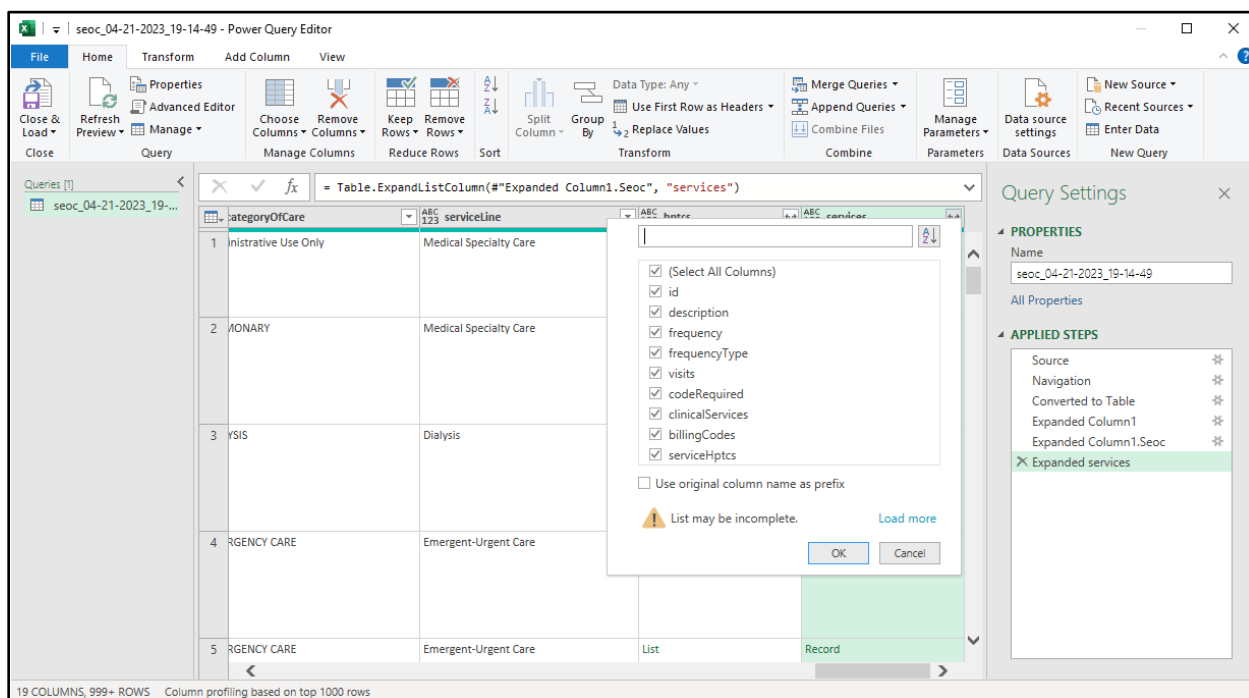 seoc_04-21-2023_19-14-49 - Power Query Editor
File Home Transform Add Column View
Close & Load
Refresh Preview
Properties
Advanced Editor
Manage
Choose Columns
Remove Columns
Keep Rows
Remove Rows
Split Column
Group By
Data Type: Any
Use First Row as Headers
Replace Values
Merge Queries
Append Queries
Combine Files
Manage Parameters
Data source settings
New Source
Recent Sources
Enter Data
Close Query Manage Columns Reduce Rows Sort Transform Combine Parameters Data Sources New Query
Queries [1]
seoc_04-21-2023_19-...
fx = Table.ExpandListColumn(#"Expanded Column1.Seoc", "services")
categoryOfCare ABC 123 serviceLine ABC 123 hptcs ABC 123 services
1 inistrative Use Only Medical Specialty Care
2 MONARY Medical Specialty Care
3 YSIS Dialysis
4 RGENCY CARE Emergent-Urgent Care
5 RGENCY CARE Emergent-Urgent Care List Record
(Select All Columns)
id
description
frequency
frequencyType
visits
codeRequired
clinicalServices
billingCodes
serviceHptcs
Use original column name as prefix
List may be incomplete. Load more
OK Cancel
Query Settings
PROPERTIES
Name
seoc_04-21-2023_19-14-49
All Properties
APPLIED STEPS
Source
Navigation
Converted to Table
Expanded Column1
Expanded Column1.Seoc
Expanded services
19 COLUMNS, 999+ ROWS Column profiling based on top 1000 rows